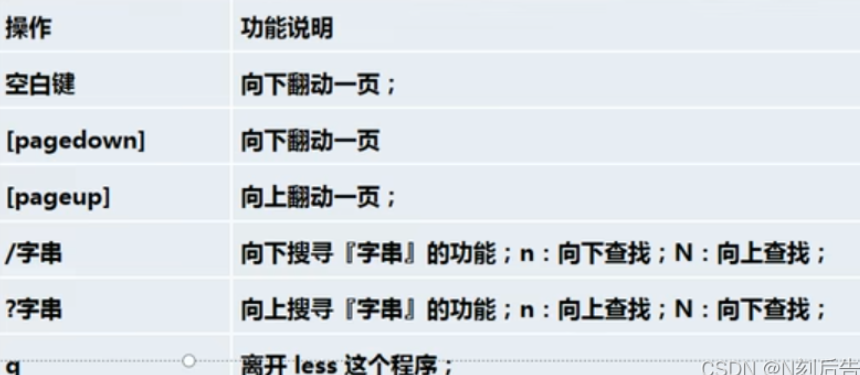 操作 功能说明
空白键 向下翻动一页；
[pagedown] 向下翻动一页
[pageup] 向上翻动一页；
/字串 向下搜寻『字串』的功能；n：向下查找；N：向上查找；
?字串 向上搜寻『字串』的功能；n：向上查找；N：向下查找；
q 离开 less 这个程序；
CSDN @N刻后告